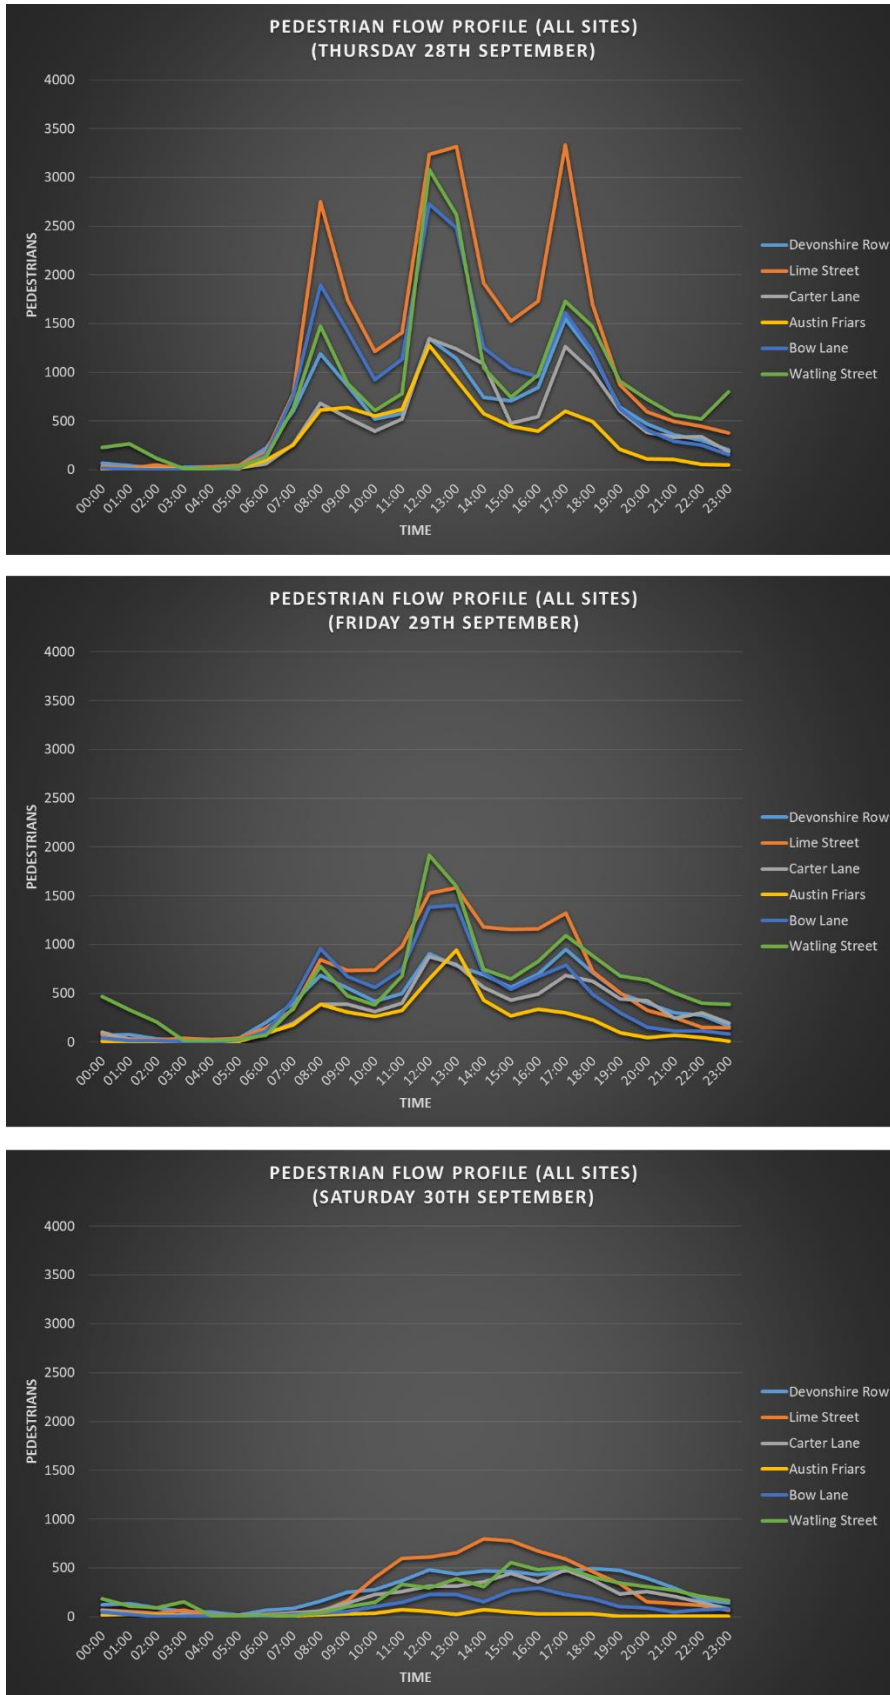 PEDESTRIAN FLOW PROFILE (ALL SITES)
(THURSDAY 28TH SEPTEMBER)
PEDESTRIANS
4000
3500
3000
2500
2000
1500
1000
500
0
00:00 01:00 02:00 03:00 04:00 05:00 06:00 07:00 08:00 09:00 10:00 11:00 12:00 13:00 14:00 15:00 16:00 17:00 18:00 19:00 20:00 21:00 22:00 23:00
TIME
Devonshire Row
Lime Street
Carter Lane
Austin Friars
Bow Lane
Watling Street
PEDESTRIAN FLOW PROFILE (ALL SITES)
(FRIDAY 29TH SEPTEMBER)
PEDESTRIANS
4000
3500
3000
2500
2000
1500
1000
500
0
00:00 01:00 02:00 03:00 04:00 05:00 06:00 07:00 08:00 09:00 10:00 11:00 12:00 13:00 14:00 15:00 16:00 17:00 18:00 19:00 20:00 21:00 22:00 23:00
TIME
Devonshire Row
Lime Street
Carter Lane
Austin Friars
Bow Lane
Watling Street
PEDESTRIAN FLOW PROFILE (ALL SITES)
(SATURDAY 30TH SEPTEMBER)
PEDESTRIANS
4000
3500
3000
2500
2000
1500
1000
500
0
00:00 01:00 02:00 03:00 04:00 05:00 06:00 07:00 08:00 09:00 10:00 11:00 12:00 13:00 14:00 15:00 16:00 17:00 18:00 19:00 20:00 21:00 22:00 23:00
TIME
Devonshire Row
Lime Street
Carter Lane
Austin Friars
Bow Lane
Watling Street